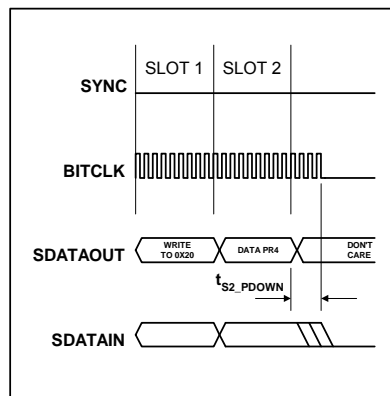 SLOT 1 SLOT 2
SYNC
BITCLK
SDATAOUT
WRITE
TO 0X20
DATA PR4
DON'T
CARE
tS2_PDOWN
SDATAIN